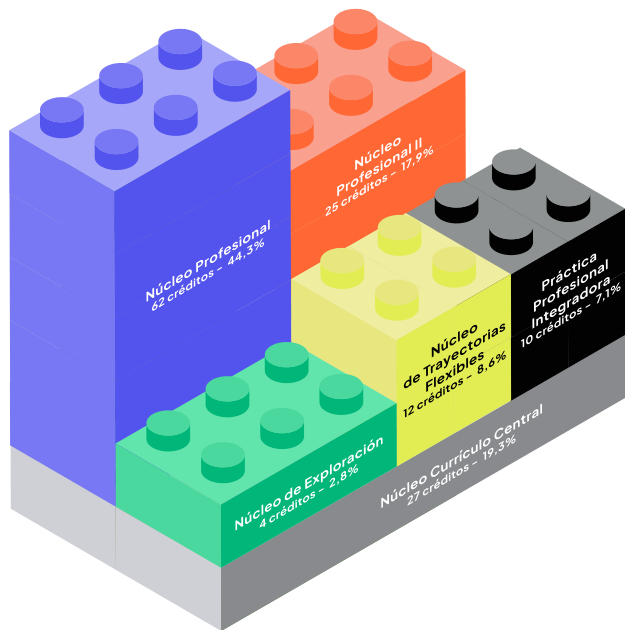 Núcleo
Profesional II
25 créditos – 17,9%
Núcleo Profesional
62 créditos – 44,3%
Práctica
Profesional
Integradora
10 créditos – 7,1%
Núcleo
de Trayectorias
Flexibles
12 créditos – 8,6%
Núcleo de Exploración
4 créditos – 2,8%
Núcleo Currículo Central
27 créditos – 19,3%